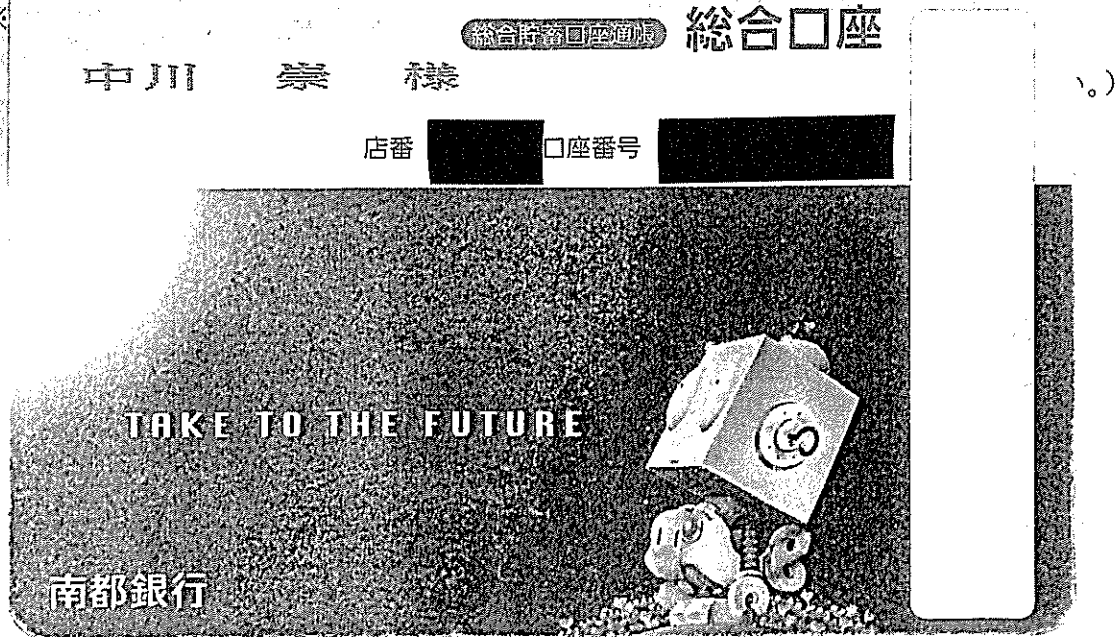 総合貯蓄口座通帳 総合口座
中川 崇 様
、。)
店番 口座番号
TAKE TO THE FUTURE
南都銀行